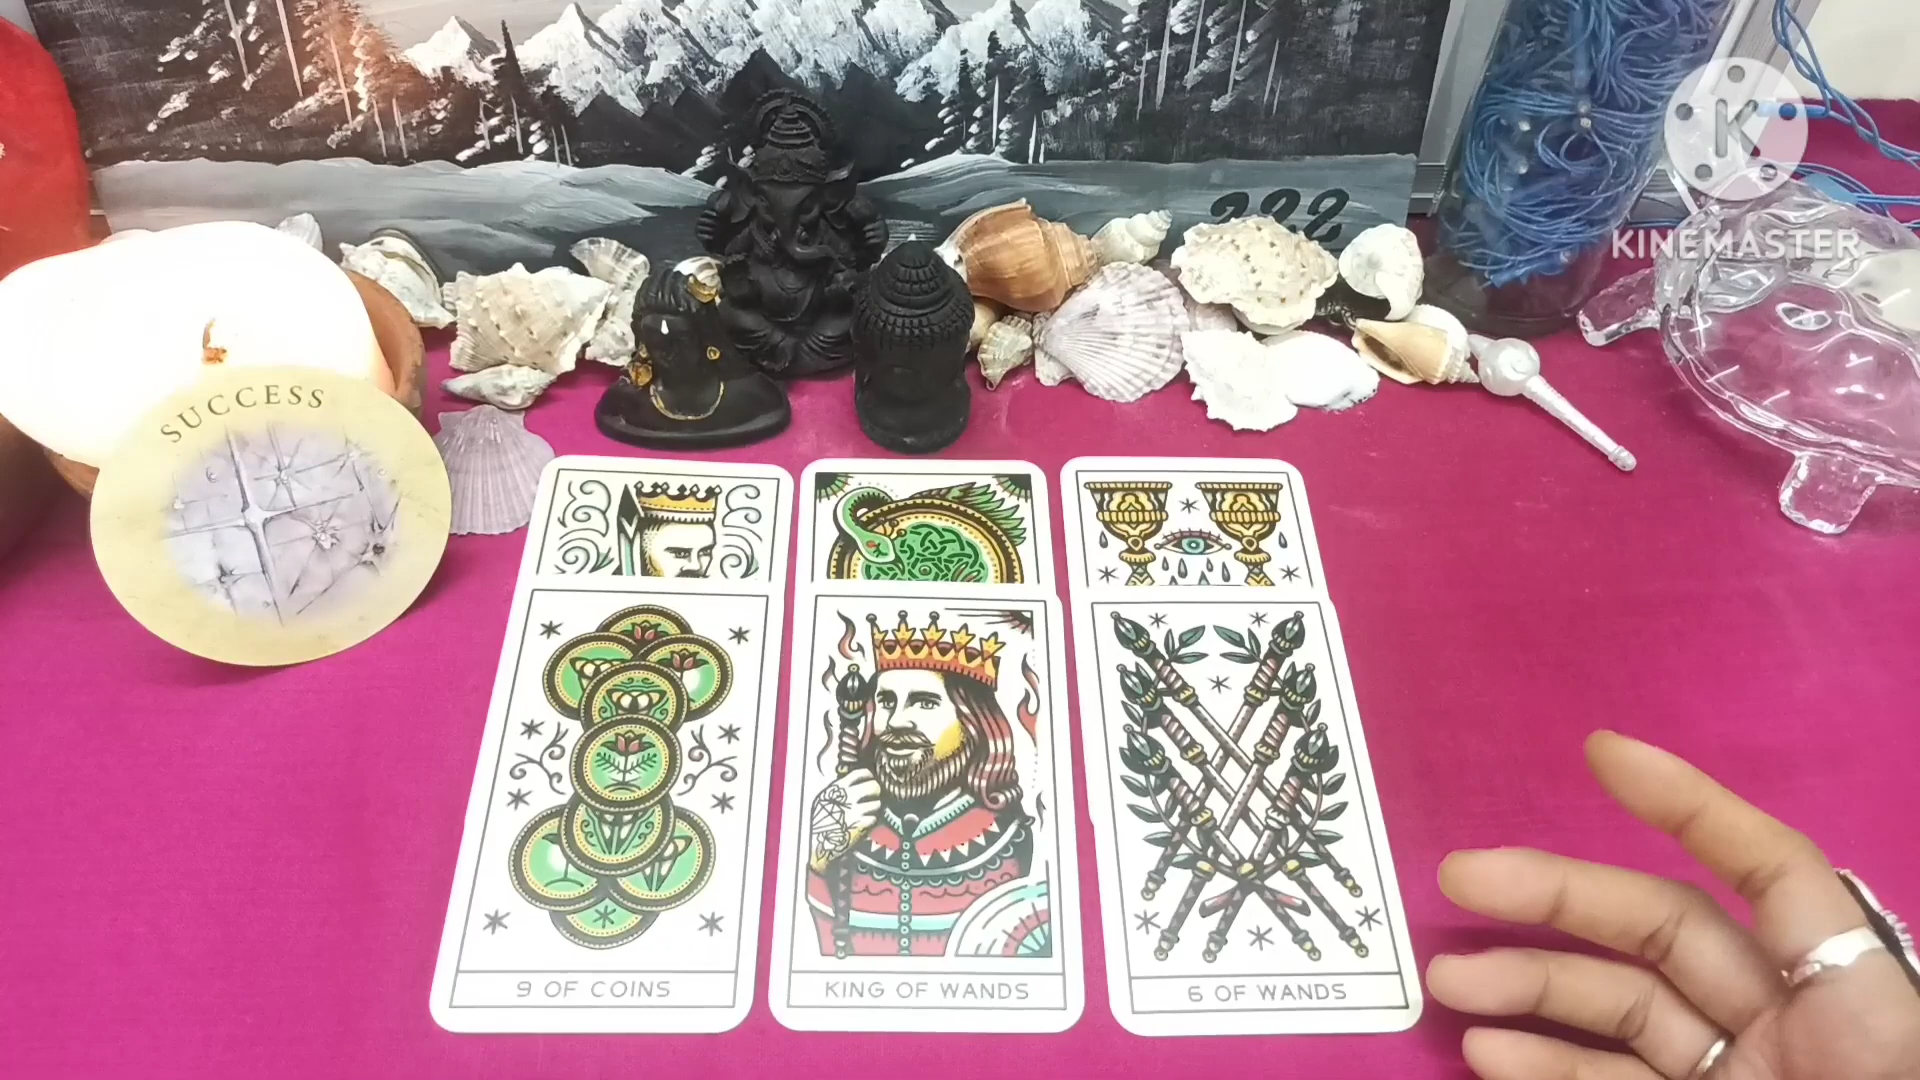 222
K
KINEMASTER
SUCCESS
9 OF COINS
KING OF WANDS
6 OF WANDS